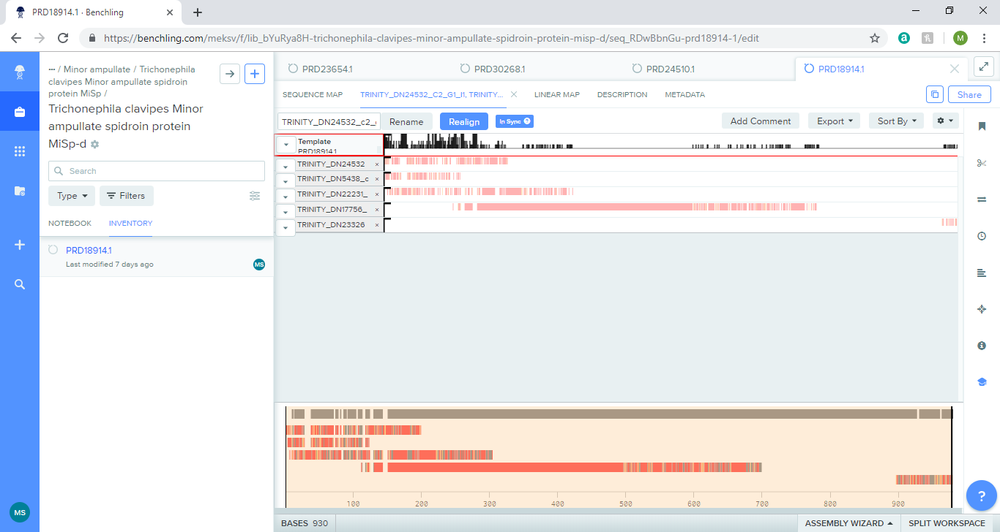 PRD18914.1 · Benchling
https://benchling.com/meksv/f/lib_bYuRya8H-trichonephila-clavipes-minor-ampullate-spidroin-protein-misp-d/seq_RDwBbnGu-prd18914-1/edit
a
M
... / Minor ampullate / Trichonephila
clavipes Minor ampullate spidroin
protein MiSp /
Trichonephila clavipes Minor
ampullate spidroin protein
MiSp-d
Search
Type
Filters
NOTEBOOK INVENTORY
PRD18914.1
Last modified 7 days ago
MS
MS
PRD23654.1 PRD30268.1 PRD24510.1 PRD18914.1
SEQUENCE MAP TRINITY_DN24532_C2_G1_I1, TRINITY... LINEAR MAP DESCRIPTION METADATA
Share
TRINITY_DN24532_c2_ Rename Realign In Sync ? Add Comment Export Sort By
Template
PRD18914.1
TRINITY_DN24532 ×
TRINITY_DN5438_c ×
TRINITY_DN22231_ ×
TRINITY_DN17756_ ×
TRINITY_DN23326 ×
100 200 300 400 500 600 700 800 900
?
BASES 930
ASSEMBLY WIZARD SPLIT WORKSPACE